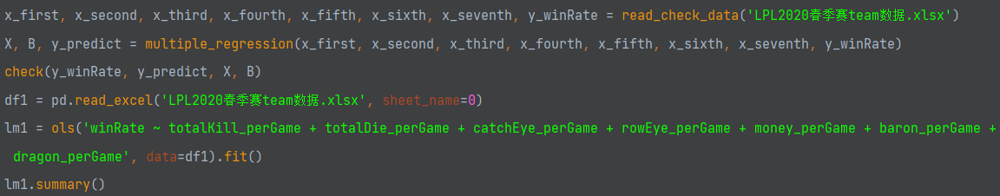 x_first, x_second, x_third, x_fourth, x_fifth, x_sixth, x_seventh, y_winRate = read_check_data('LPL2020春季赛team数据.xlsx')
X, B, y_predict = multiple_regression(x_first, x_second, x_third, x_fourth, x_fifth, x_sixth, x_seventh, y_winRate)
check(y_winRate, y_predict, X, B)
df1 = pd.read_excel('LPL2020春季赛team数据.xlsx', sheet_name=0)
lm1 = ols('winRate ~ totalKill_perGame + totalDie_perGame + catchEye_perGame + rowEye_perGame + money_perGame + baron_perGame +
dragon_perGame', data=df1).fit()
lm1.summary()